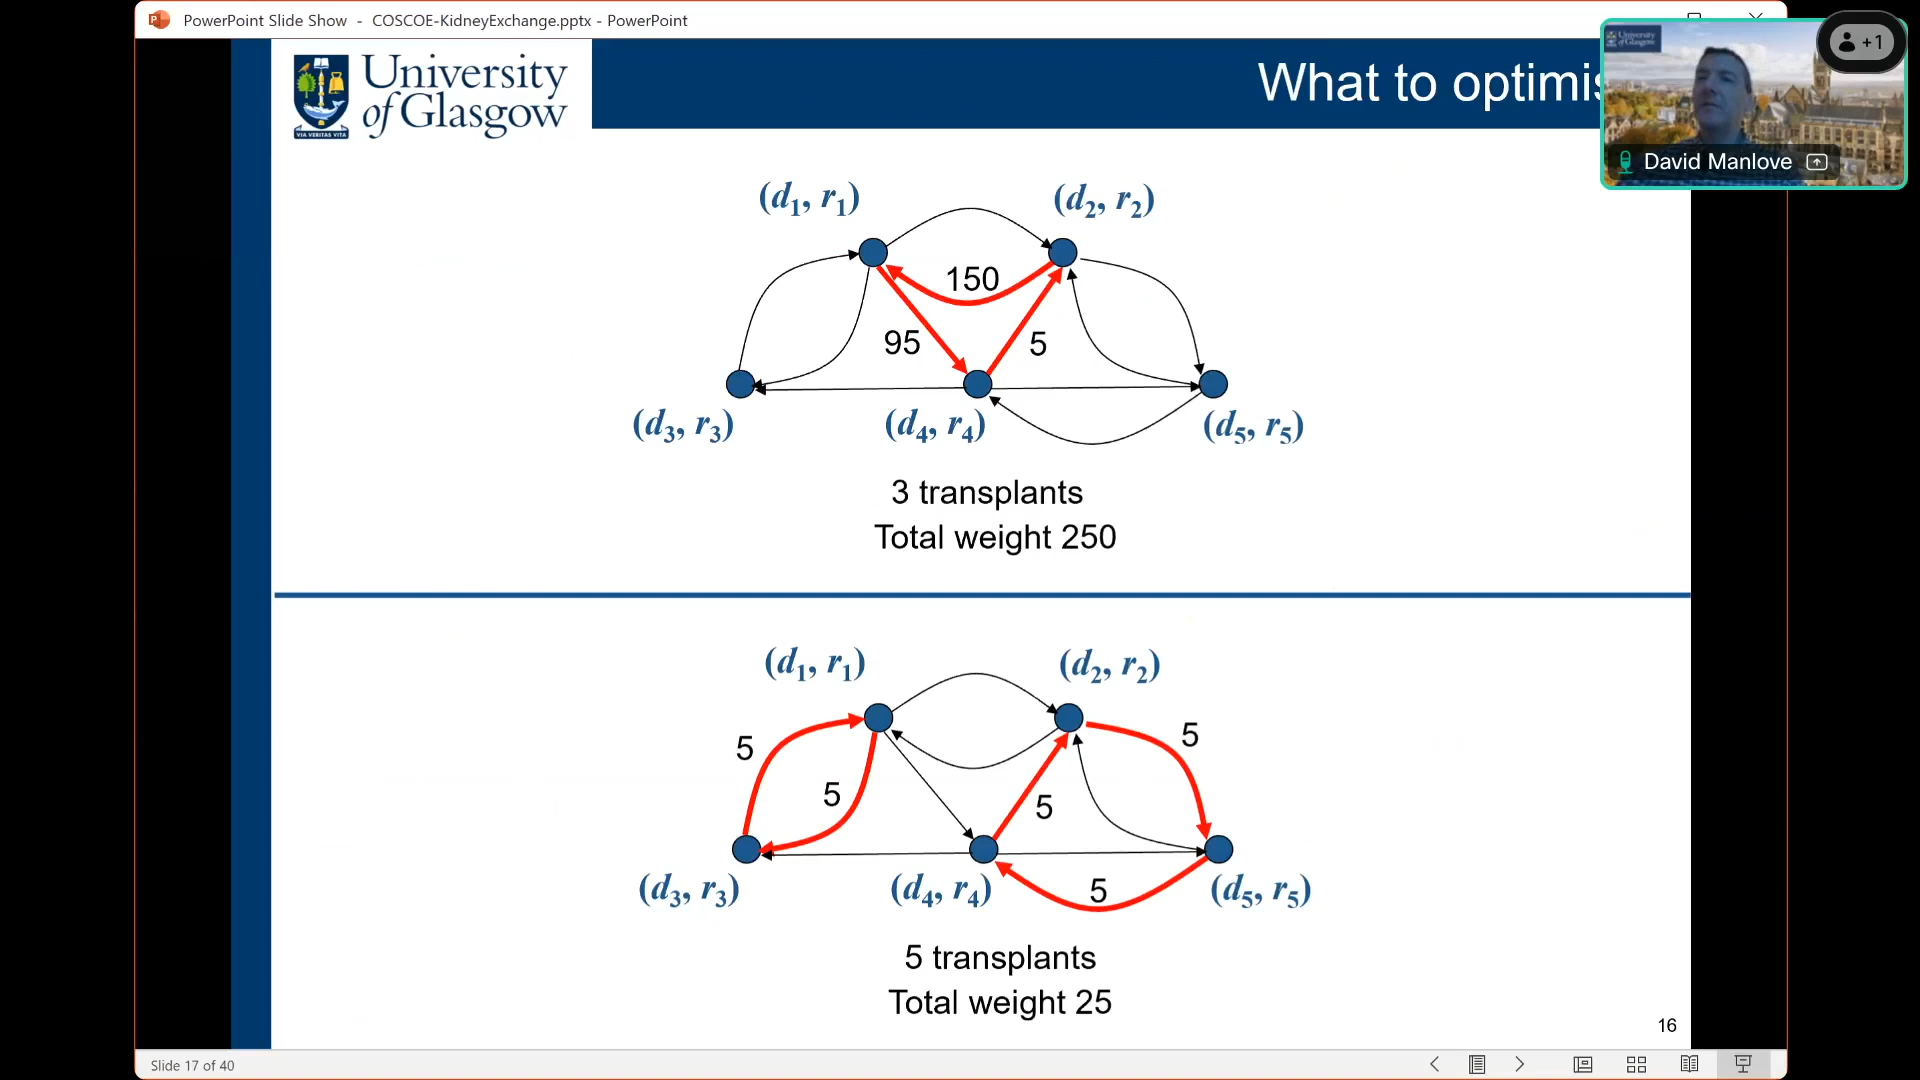 PowerPoint Slide Show - COSCOE-KidneyExchange.pptx - PowerPoint
+1
University of Glasgow
VIA VERITAS VITA
What to optimis
University of Glasgow
David Manlove
(d1, r1)
(d2, r2)
150
95
5
(d3, r3)
(d4, r4)
(d5, r5)
3 transplants
Total weight 250
(d1, r1)
(d2, r2)
5
5
5
5
5
(d3, r3)
(d4, r4)
(d5, r5)
5 transplants
Total weight 25
16
Slide 17 of 40